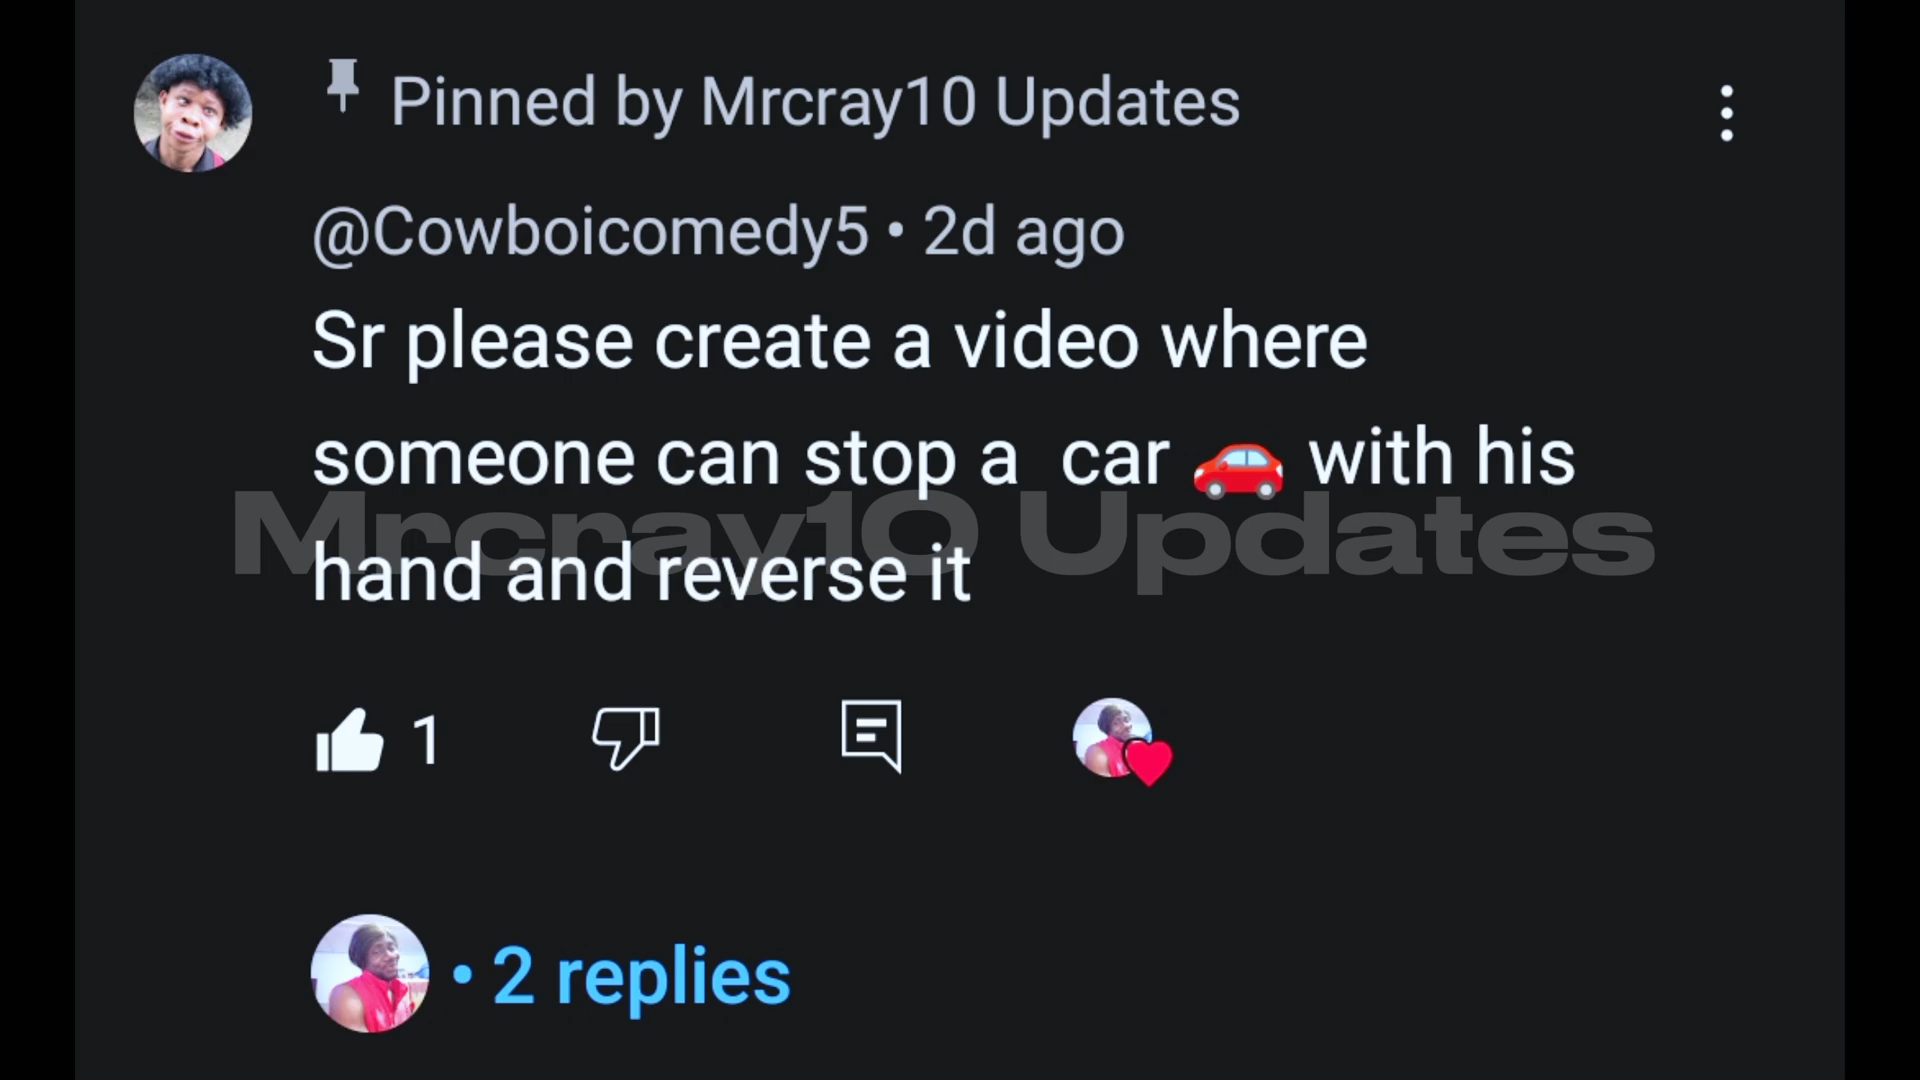 Pinned by Mrcray10 Updates
@Cowboicomedy5 • 2d ago
Sr please create a video where
someone can stop a car 🚗 with his
hand and reverse it
Mrcray10 Updates
1
• 2 replies